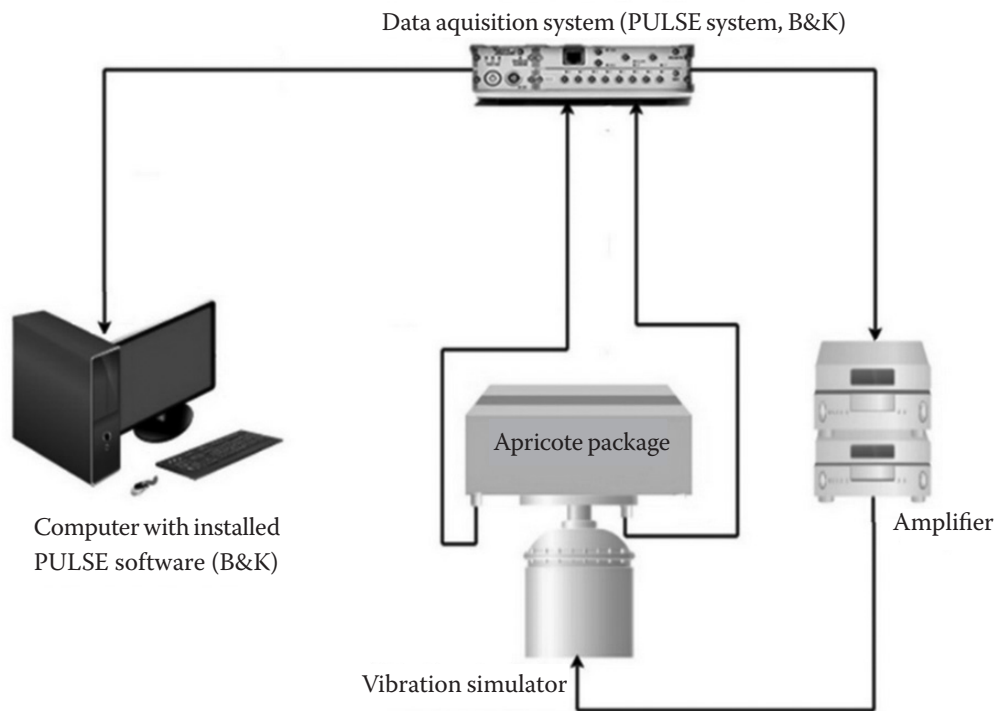 Data aquisition system (PULSE system, B&K)
Apricote package
Computer with installed
PULSE software (B&K)
Amplifier
Vibration simulator